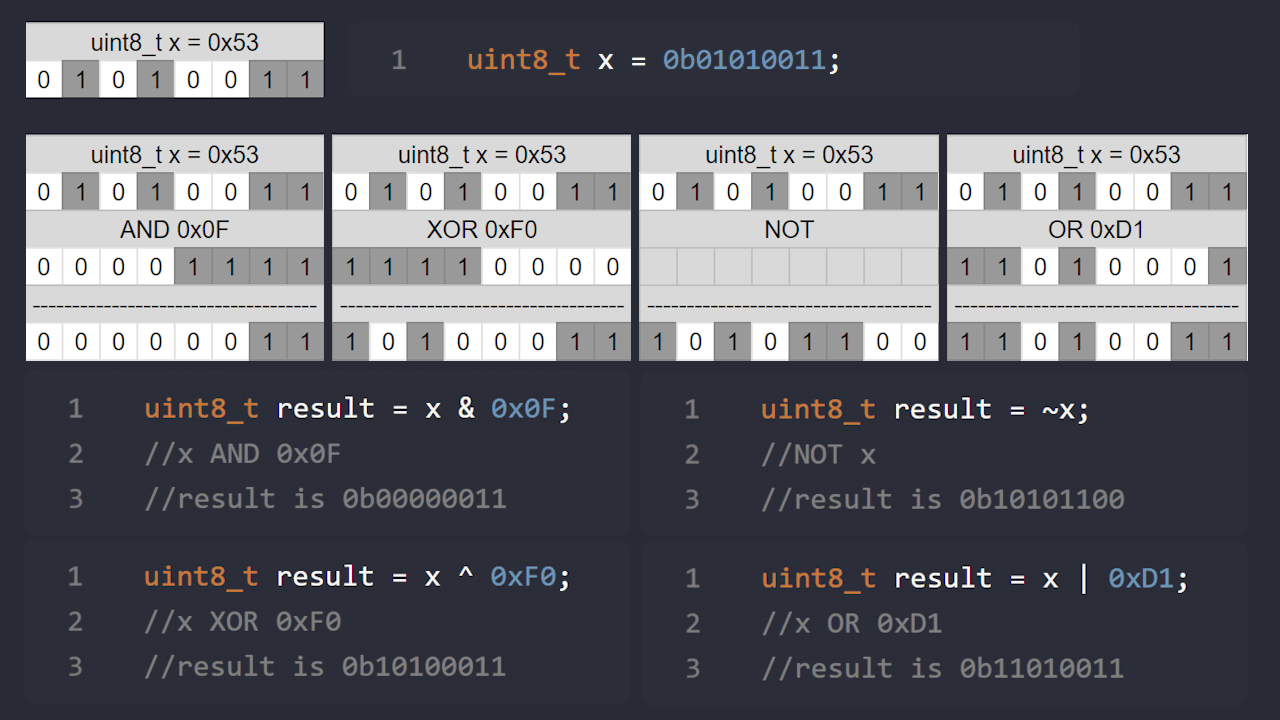 uint8_t x = 0x53
0 1 0 1 0 0 1 1
1 uint8_t x = 0b01010011;
uint8_t x = 0x53
0 1 0 1 0 0 1 1
AND 0x0F
0 0 0 0 1 1 1 1
--------------------------------------
0 0 0 0 0 0 1 1
uint8_t x = 0x53
0 1 0 1 0 0 1 1
XOR 0xF0
1 1 1 1 0 0 0 0
--------------------------------------
1 0 1 0 0 0 1 1
uint8_t x = 0x53
0 1 0 1 0 0 1 1
NOT
--------------------------------------
1 0 1 0 1 1 0 0
uint8_t x = 0x53
0 1 0 1 0 0 1 1
OR 0xD1
1 1 0 1 0 0 0 1
--------------------------------------
1 1 0 1 0 0 1 1
1 uint8_t result = x & 0x0F;
2 //x AND 0x0F
3 //result is 0b00000011
1 uint8_t result = ~x;
2 //NOT x
3 //result is 0b10101100
1 uint8_t result = x ^ 0xF0;
2 //x XOR 0xF0
3 //result is 0b10100011
1 uint8_t result = x | 0xD1;
2 //x OR 0xD1
3 //result is 0b11010011